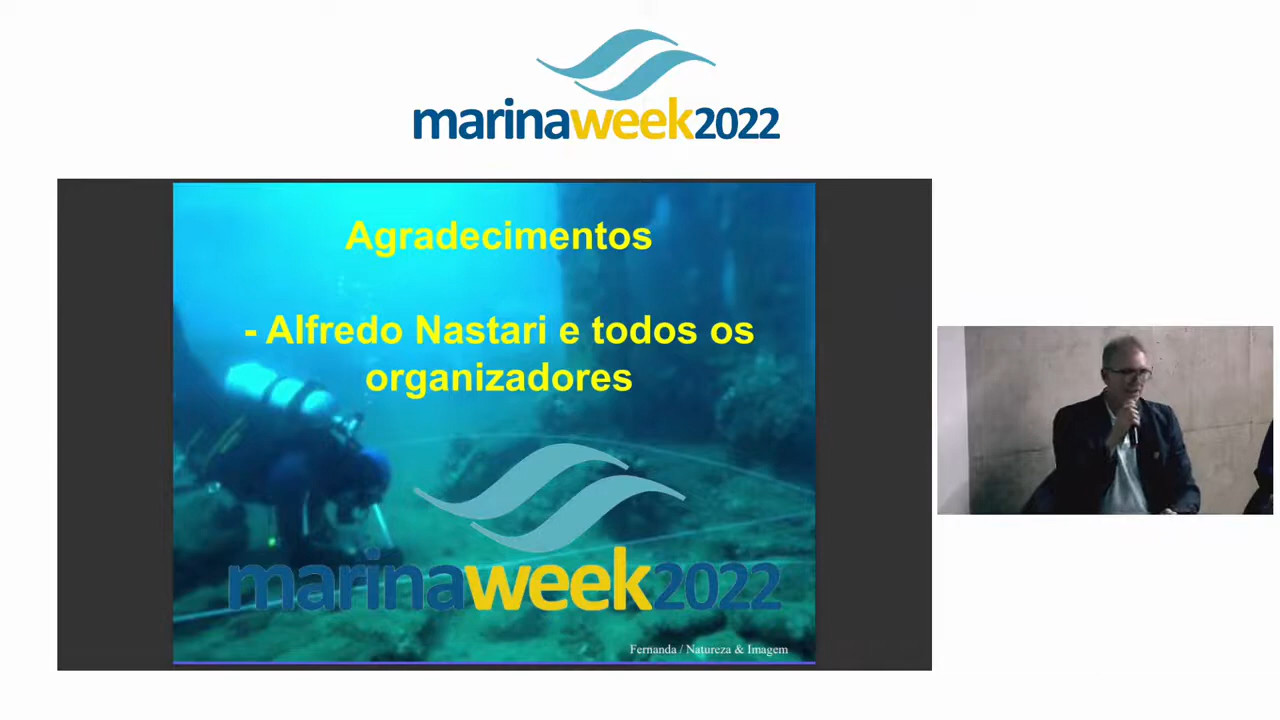 marinaweek2022
Agradecimentos
- Alfredo Nastari e todos os
organizadores
marinaweek2022
Fernanda / Natureza & Imagem